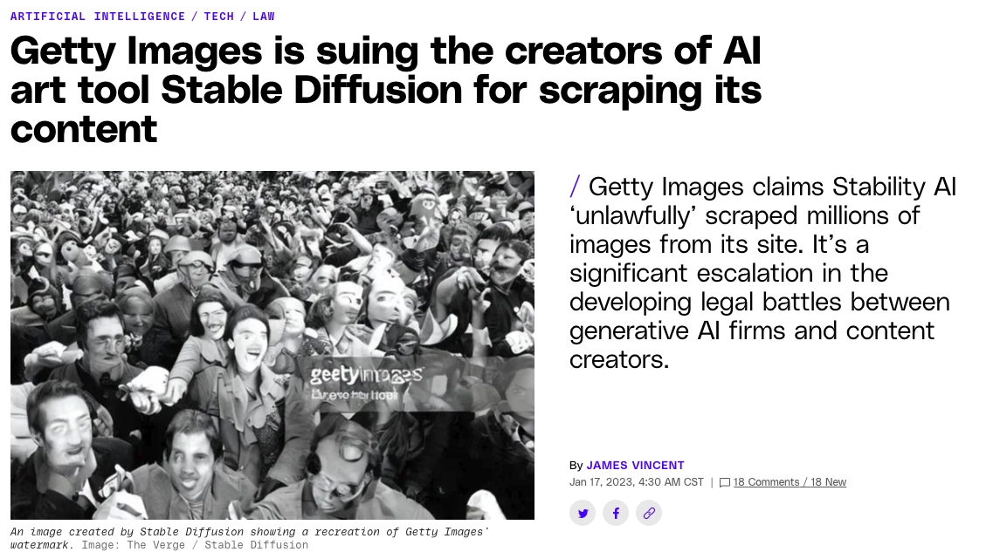 ARTIFICIAL INTELLIGENCE / TECH / LAW
Getty Images is suing the creators of AI
art tool Stable Diffusion for scraping its
content
/ Getty Images claims Stability AI
‘unlawfully’ scraped millions of
images from its site. It’s a
significant escalation in the
developing legal battles between
generative AI firms and content
creators.
By JAMES VINCENT
Jan 17, 2023, 4:30 AM CST | 18 Comments / 18 New
An image created by Stable Diffusion showing a recreation of Getty Images’
watermark. Image: The Verge / Stable Diffusion